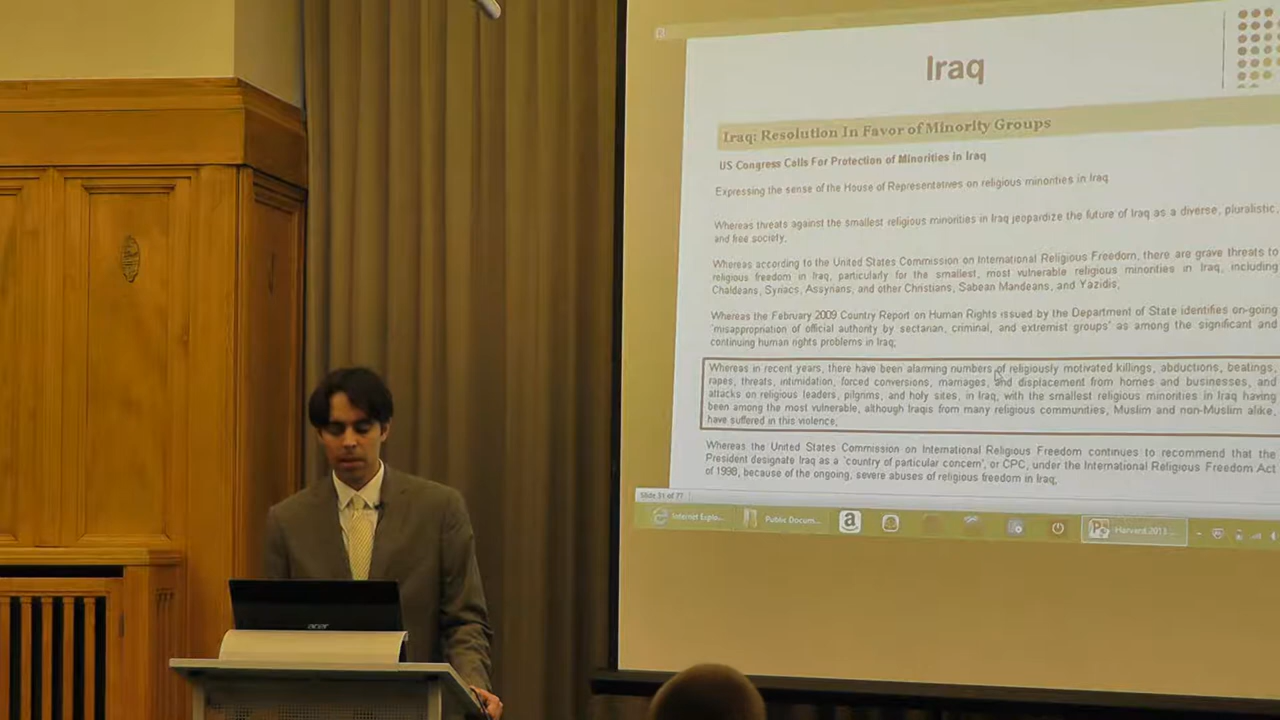 Iraq
Iraq: Resolution In Favor of Minority Groups
US Congress Calls For Protection of Minorities in Iraq
Expressing the sense of the House of Representatives on religious minorities in Iraq
Whereas threats against the smallest religious minorities in Iraq jeopardize the future of Iraq as a diverse, pluralistic,
and free society;
Whereas according to the United States Commission on International Religious Freedom, there are grave threats to
religious freedom in Iraq, particularly for the smallest, most vulnerable religious minorities in Iraq, including
Chaldeans, Syriacs, Assyrians, and other Christians, Sabean Mandeans, and Yazidis;
Whereas the February 2009 Country Report on Human Rights issued by the Department of State identifies on-going
'misappropriation of official authority by sectarian, criminal, and extremist groups' as among the significant and
continuing human rights problems in Iraq;
Whereas in recent years, there have been alarming numbers of religiously motivated killings, abductions, beatings,
rapes, threats, intimidation, forced conversions, marriages, and displacement from homes and businesses, and
attacks on religious leaders, pilgrims, and holy sites, in Iraq, with the smallest religious minorities in Iraq having
been among the most vulnerable, although Iraqis from many religious communities, Muslim and non-Muslim alike,
have suffered in this violence;
Whereas the United States Commission on International Religious Freedom continues to recommend that the
President designate Iraq as a 'country of particular concern', or CPC, under the International Religious Freedom Act
of 1998, because of the ongoing, severe abuses of religious freedom in Iraq;
Slide 31 of 77
Internet Explo... Public Docum... a Harvard 2013 ...
acer